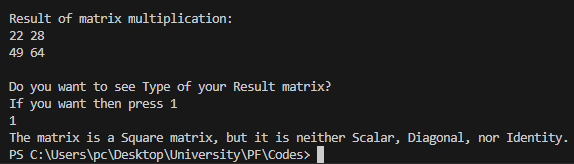 Result of matrix multiplication:
22 28
49 64
Do you want to see Type of your Result matrix?
If you want then press 1
1
The matrix is a Square matrix, but it is neither Scalar, Diagonal, nor Identity.
PS C:\Users\pc\Desktop\University\PF\Codes>